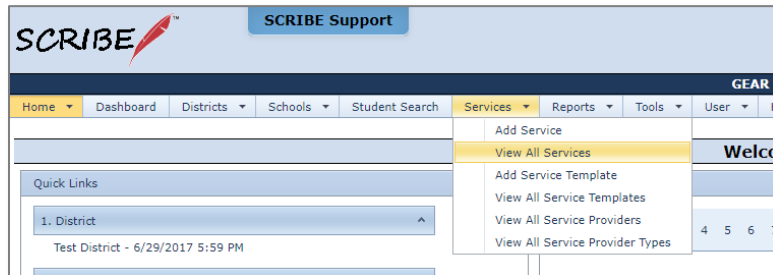 SCRIBE Support
SCRIBE™
GEAR
Home Dashboard Districts Schools Student Search Services Reports Tools User
Add Service
View All Services
Add Service Template
View All Service Templates
View All Service Providers
View All Service Provider Types
Welco
Quick Links
1. District
Test District - 6/29/2017 5:59 PM
4 5 6